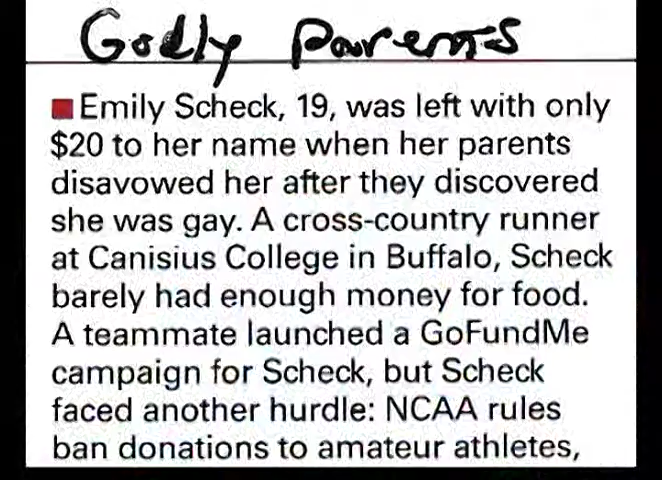 Godly Parents
Emily Scheck, 19, was left with only
$20 to her name when her parents
disavowed her after they discovered
she was gay. A cross-country runner
at Canisius College in Buffalo, Scheck
barely had enough money for food.
A teammate launched a GoFundMe
campaign for Scheck, but Scheck
faced another hurdle: NCAA rules
ban donations to amateur athletes,